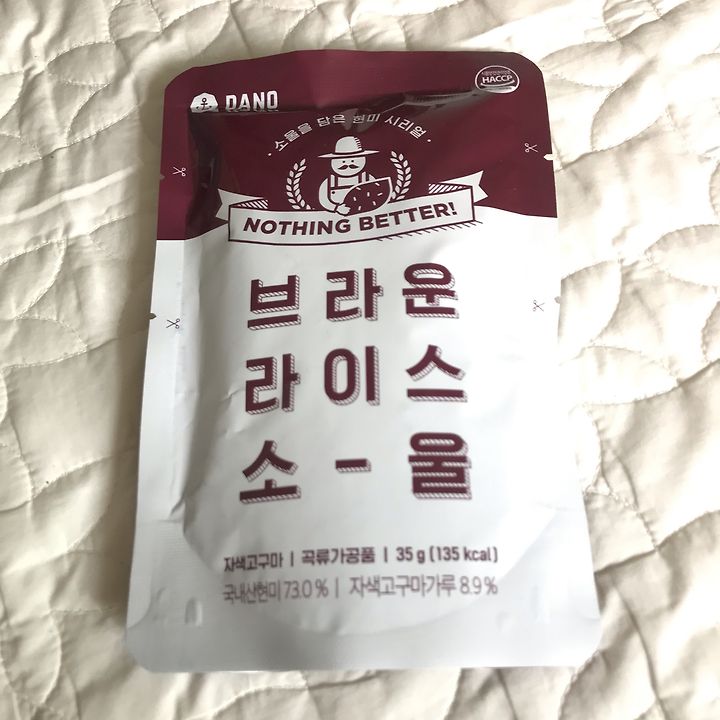 DANO
HACCP
· 소울을 담은 현미 시리얼 ·
NOTHING BETTER!
브라운
라이스
소-울
자색고구마 | 곡류가공품 | 35 g (135 kcal)
국내산현미 73.0 % | 자색고구마가루 8.9 %